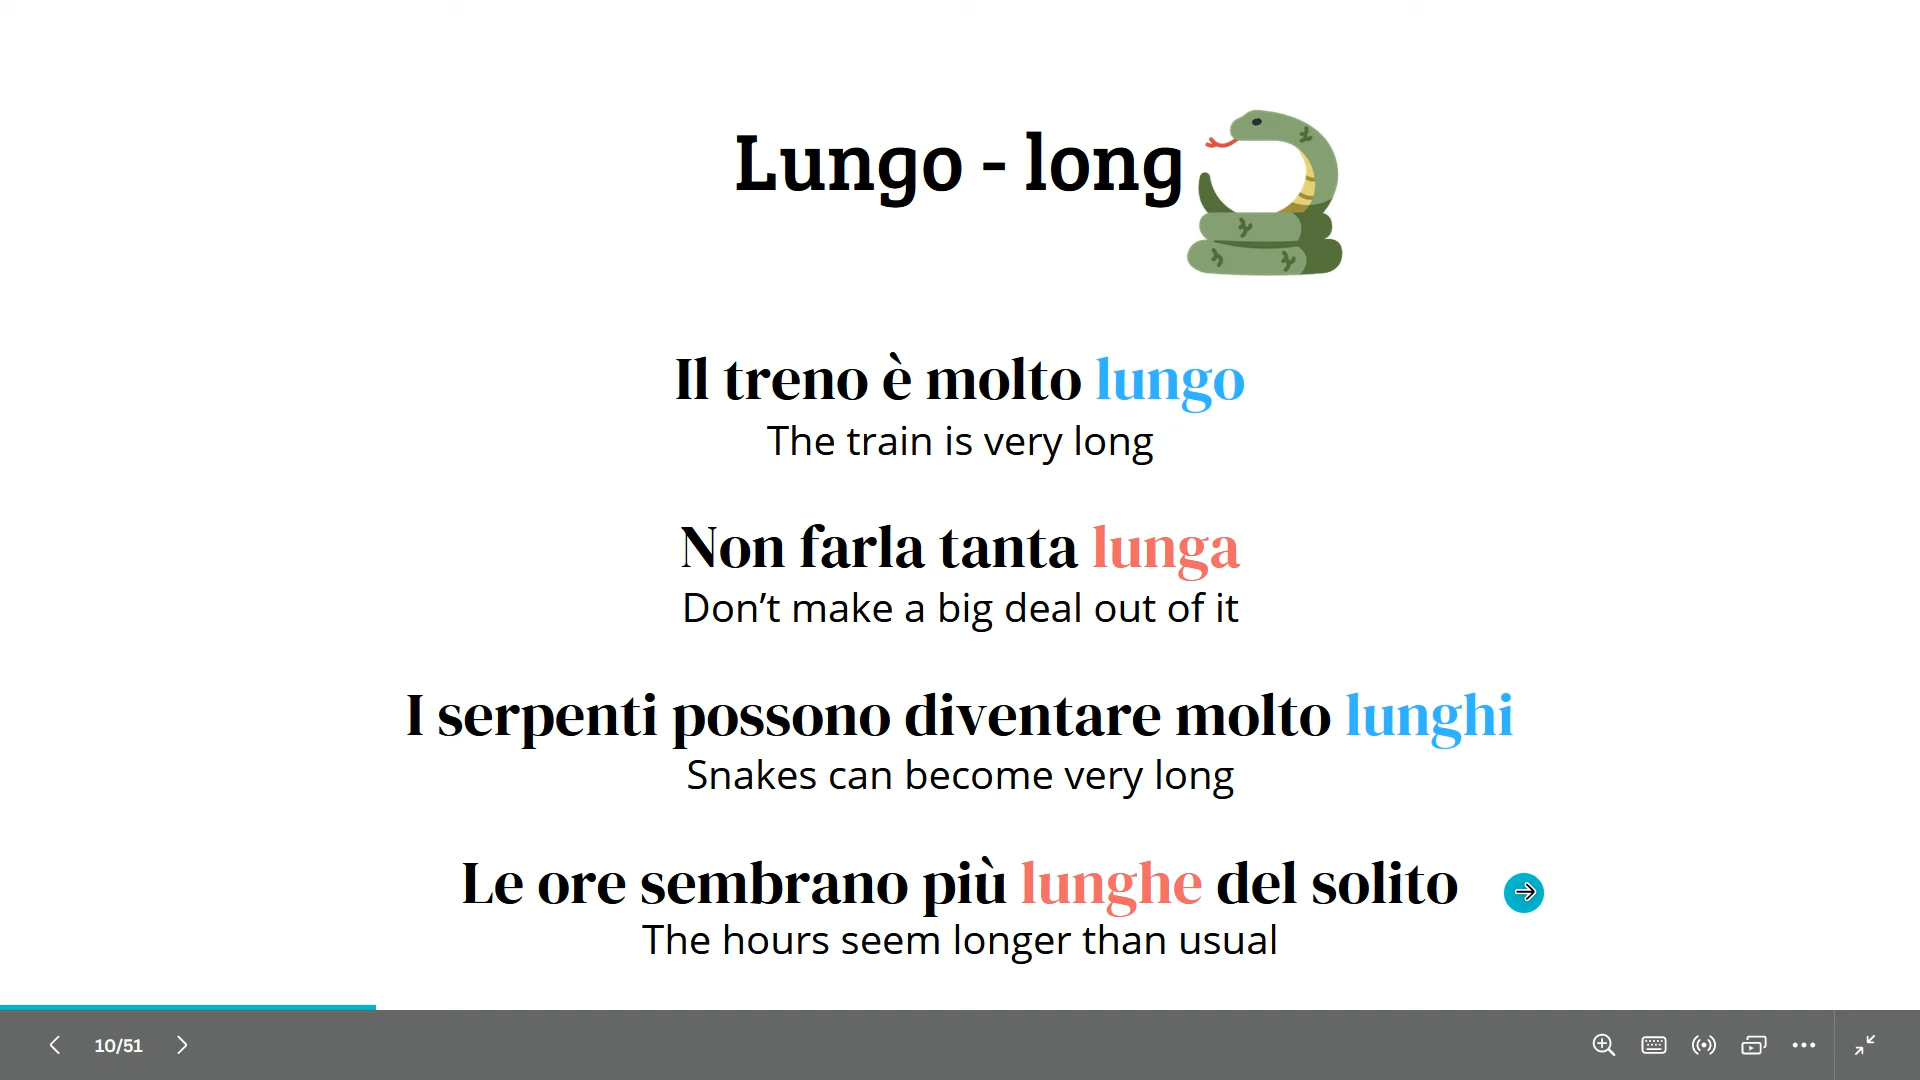 Lungo - long
Il treno è molto lungo
The train is very long
Non farla tanta lunga
Don’t make a big deal out of it
I serpenti possono diventare molto lunghi
Snakes can become very long
Le ore sembrano più lunghe del solito
The hours seem longer than usual
10/51